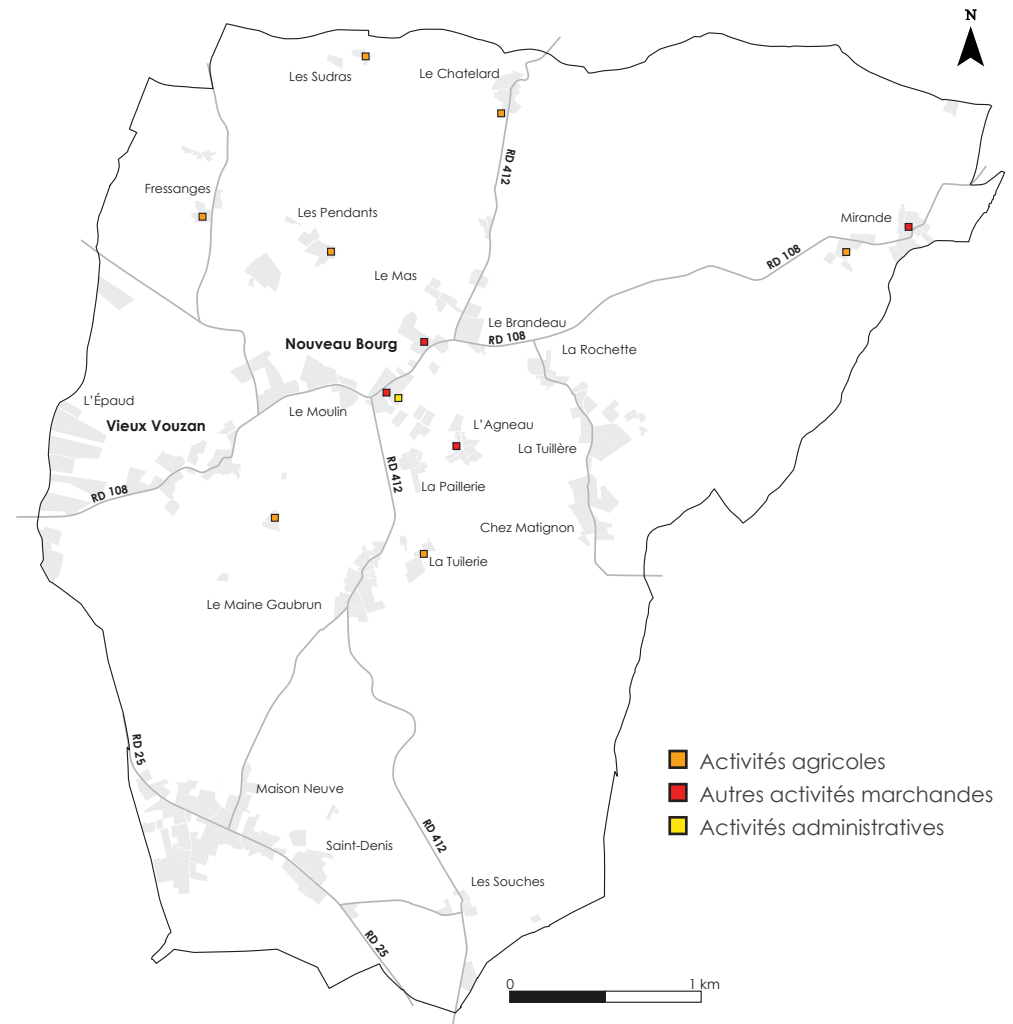 N
Les Sudras
Le Chatelard
RD 412
Fressanges
Les Pendants
Mirande
RD 108
Le Mas
Le Brandeau
RD 108
Nouveau Bourg
La Rochette
L'Épaud
Le Moulin
Vieux Vouzan
L'Agneau
La Tuillère
RD 412
La Paillerie
RD 108
Chez Matignon
La Tuilerie
Le Maine Gaubrun
RD 25
Activités agricoles
Maison Neuve
Autres activités marchandes
Activités administratives
RD 412
Saint-Denis
Les Souches
RD 25
0 1 km